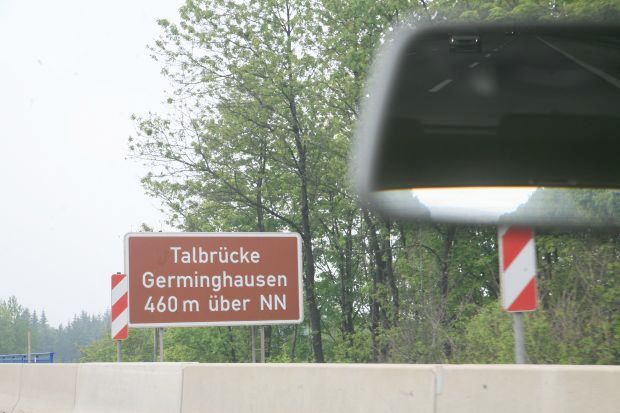 Talbrücke
Germinghausen
460 m über NN